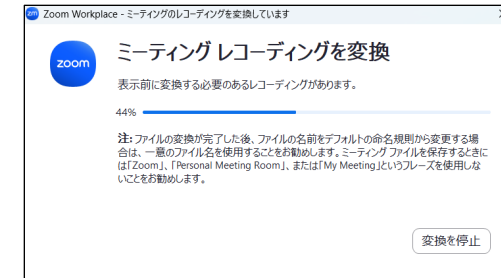 zm Zoom Workplace - ミーティングのレコーディングを変換しています
zoom
ミーティング レコーディングを変換
表示前に変換する必要のあるレコーディングがあります。
44%
注: ファイルの変換が完了した後、ファイルの名前をデフォルトの命名規則から変更する場
合は、一意のファイル名を使用することをお勧めします。ミーティング ファイルを保存するときに
は「Zoom」、「Personal Meeting Room」、または「My Meeting」というフレーズを使用しな
いことをお勧めします。
変換を停止